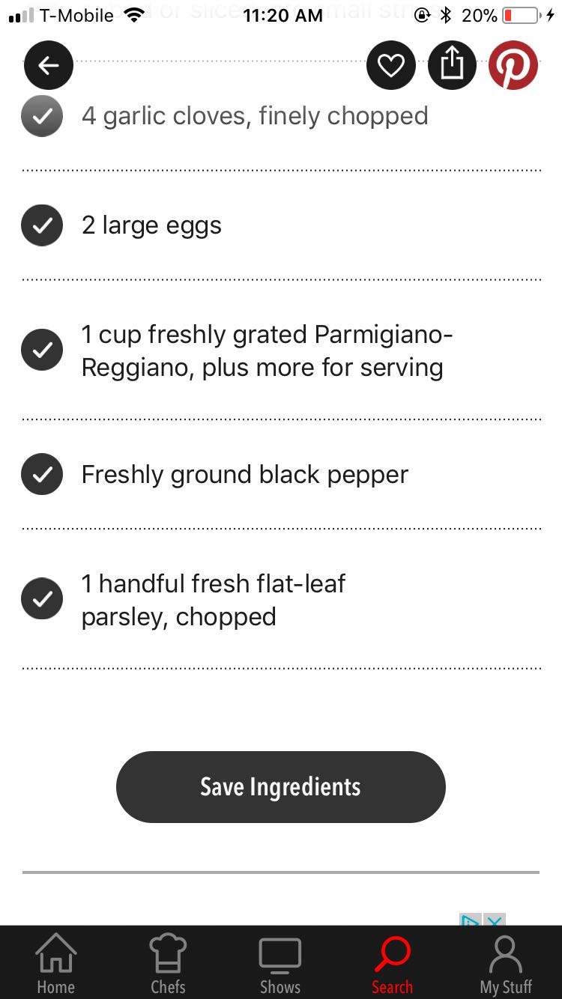 T-Mobile 11:20 AM 20%
4 garlic cloves, finely chopped
2 large eggs
1 cup freshly grated Parmigiano-
Reggiano, plus more for serving
Freshly ground black pepper
1 handful fresh flat-leaf
parsley, chopped
Save Ingredients
Home Chefs Shows Search My Stuff